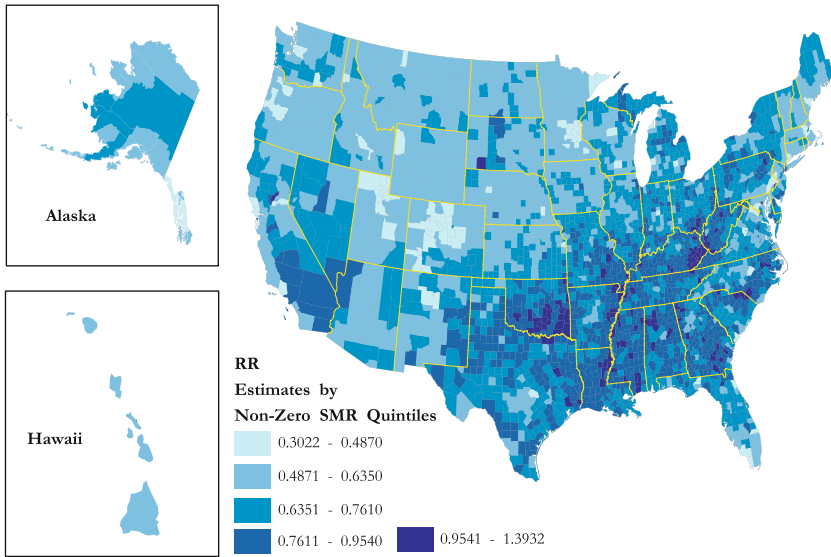 Alaska
Hawaii
RR
Estimates by
Non-Zero SMR Quintiles
0.3022 - 0.4870
0.4871 - 0.6350
0.6351 - 0.7610
0.7611 - 0.9540
0.9541 - 1.3932